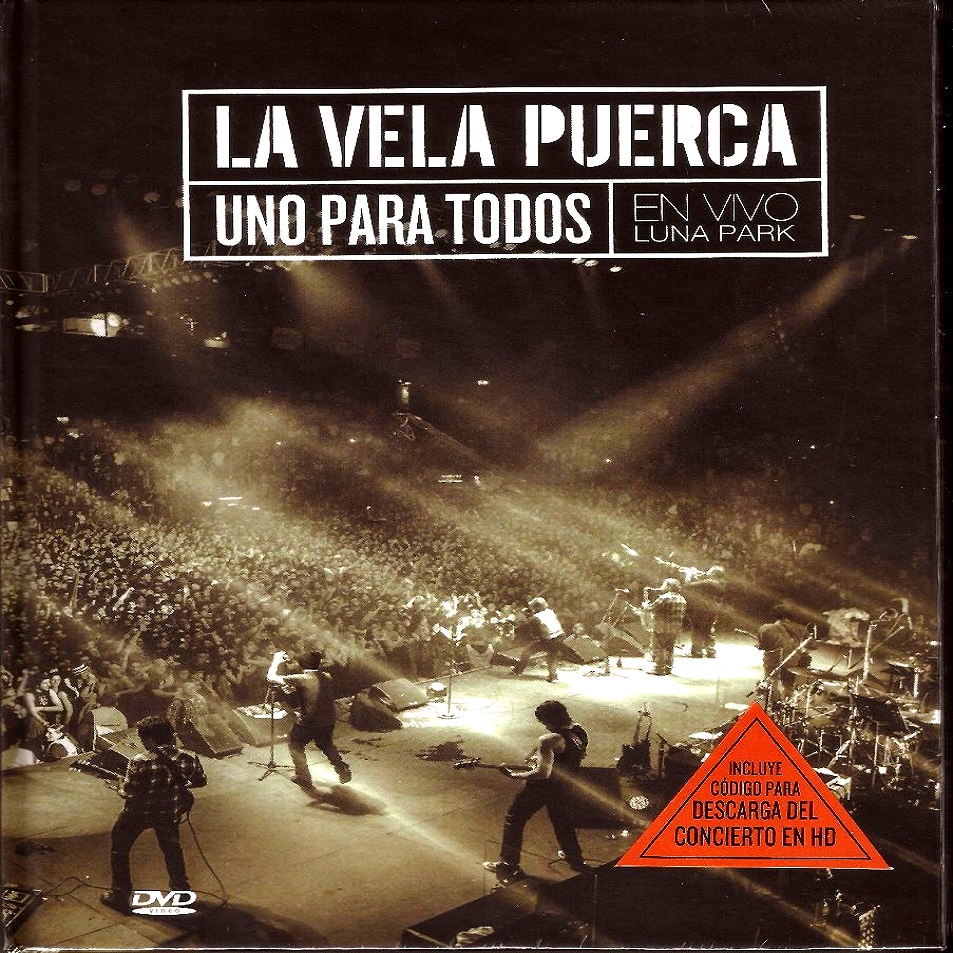 LA VELA PUERCA
UNO PARA TODOS
EN VIVO
LUNA PARK
INCLUYE
CÓDIGO PARA
DESCARGA DEL
CONCIERTO EN HD
DVD
VIDEO